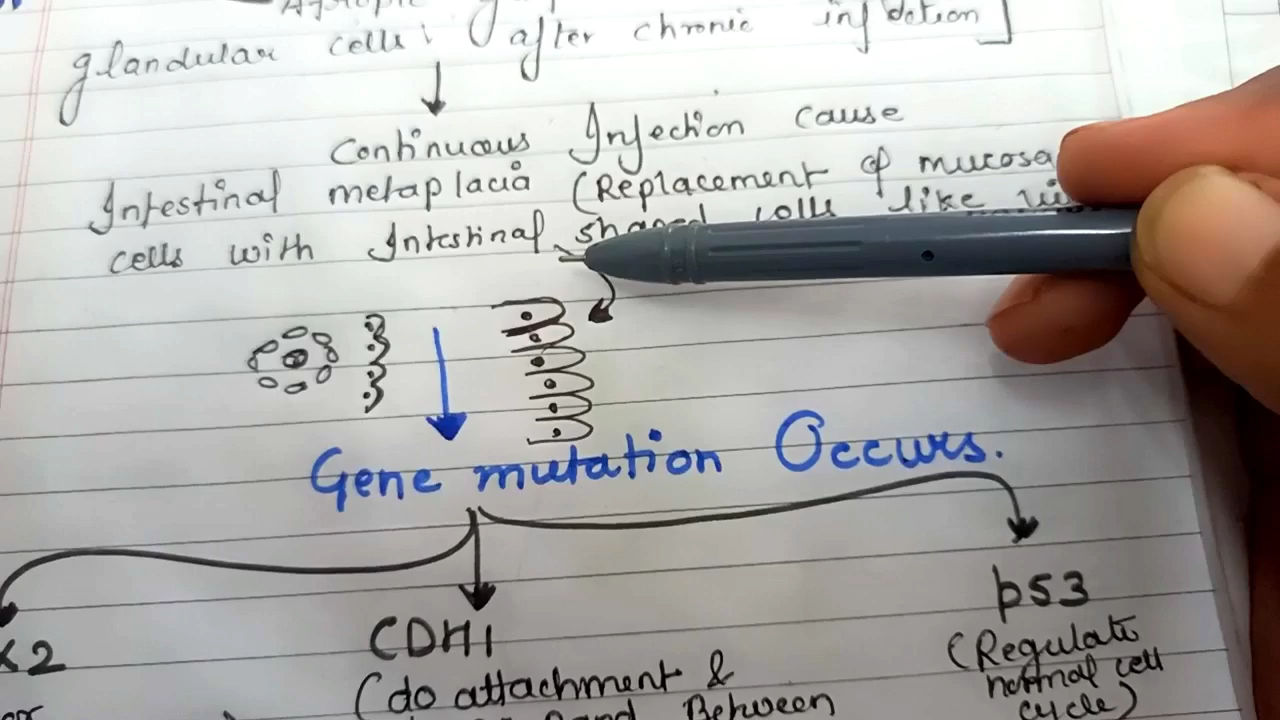 glandular cells after chronic infection]
Continuous Infection cause
Intestinal metaplacia (Replacement of mucosa
cells with Intestinal shaped cells like
Gene mutation Occurs.
CDH1
p53
(do attachment &
(Regulate
normal cell
cycle)
Between